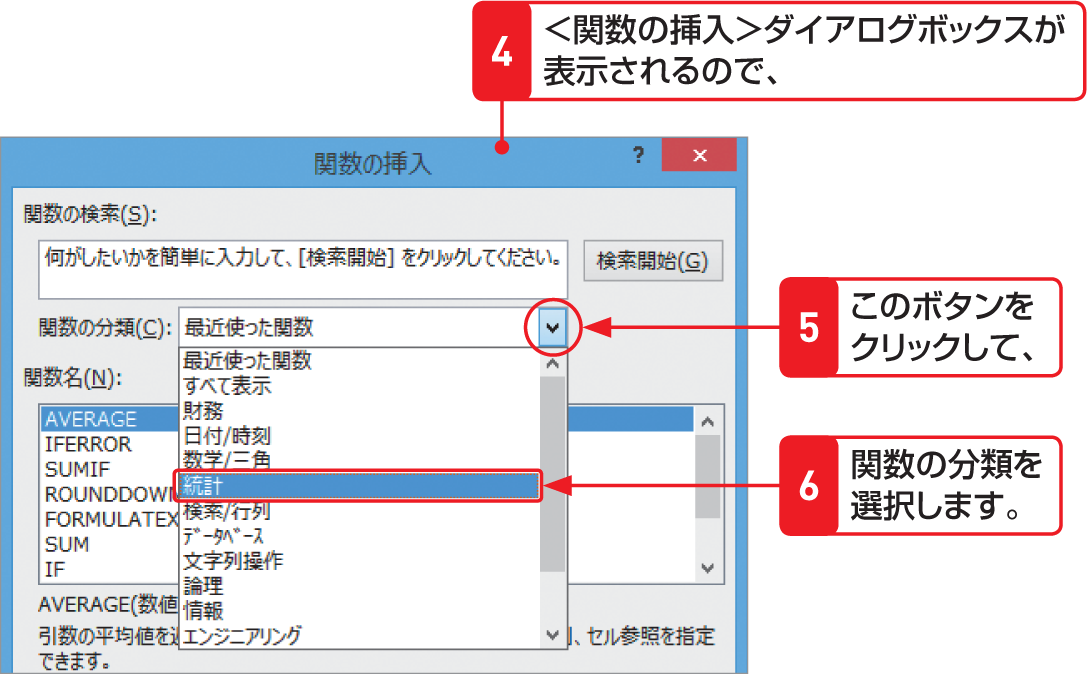 4
<関数の挿入>ダイアログボックスが
表示されるので、
関数の挿入
?
×
関数の検索(S):
何がしたいかを簡単に入力して、[検索開始] をクリックしてください。
検索開始(G)
関数の分類(C):
最近使った関数
5
このボタンを
クリックして、
最近使った関数
すべて表示
財務
日付/時刻
数学/三角
統計
検索/行列
データベース
文字列操作
論理
情報
エンジニアリング
6
関数の分類を
選択します。
関数名(N):
AVERAGE
IFERROR
SUMIF
ROUNDDOWN
FORMULATEX
SUM
IF
AVERAGE(数値
引数の平均値を
、セル参照を指定
できます。